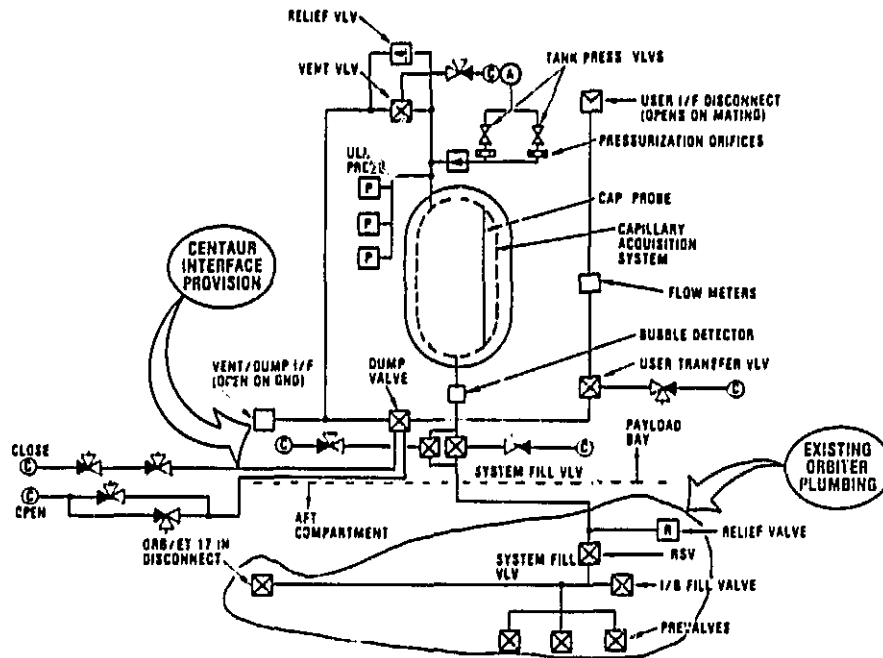 RELIEF VLV
VENT VLV
C
A
TANK PRESS VLVS
USER I/F DISCONNECT
(OPENS ON MATING)
PRESSURIZATION ORIFICES
P
P
P
CAP PROBE
CAPILLARY
ACQUISITION
SYSTEM
CENTAUR
INTERFACE
PROVISION
FLOW METERS
BUBBLE DETECTOR
VENT/DUMP I/F
(OPEN ON GND)
DUMP
VALVE
USER TRANSFER VLV
C
PAYLOAD
BAY
CLOSE
C
C
C
SYSTEM FILL VLV
EXISTING
ORBITER
PLUMBING
C
OPEN
AFT
COMPARTMENT
R
RELIEF VALVE
ORB/ET 17 IN
DISCONNECT
SYSTEM FILL
VLV
RSV
I/B FILL VALVE
PREVALVES